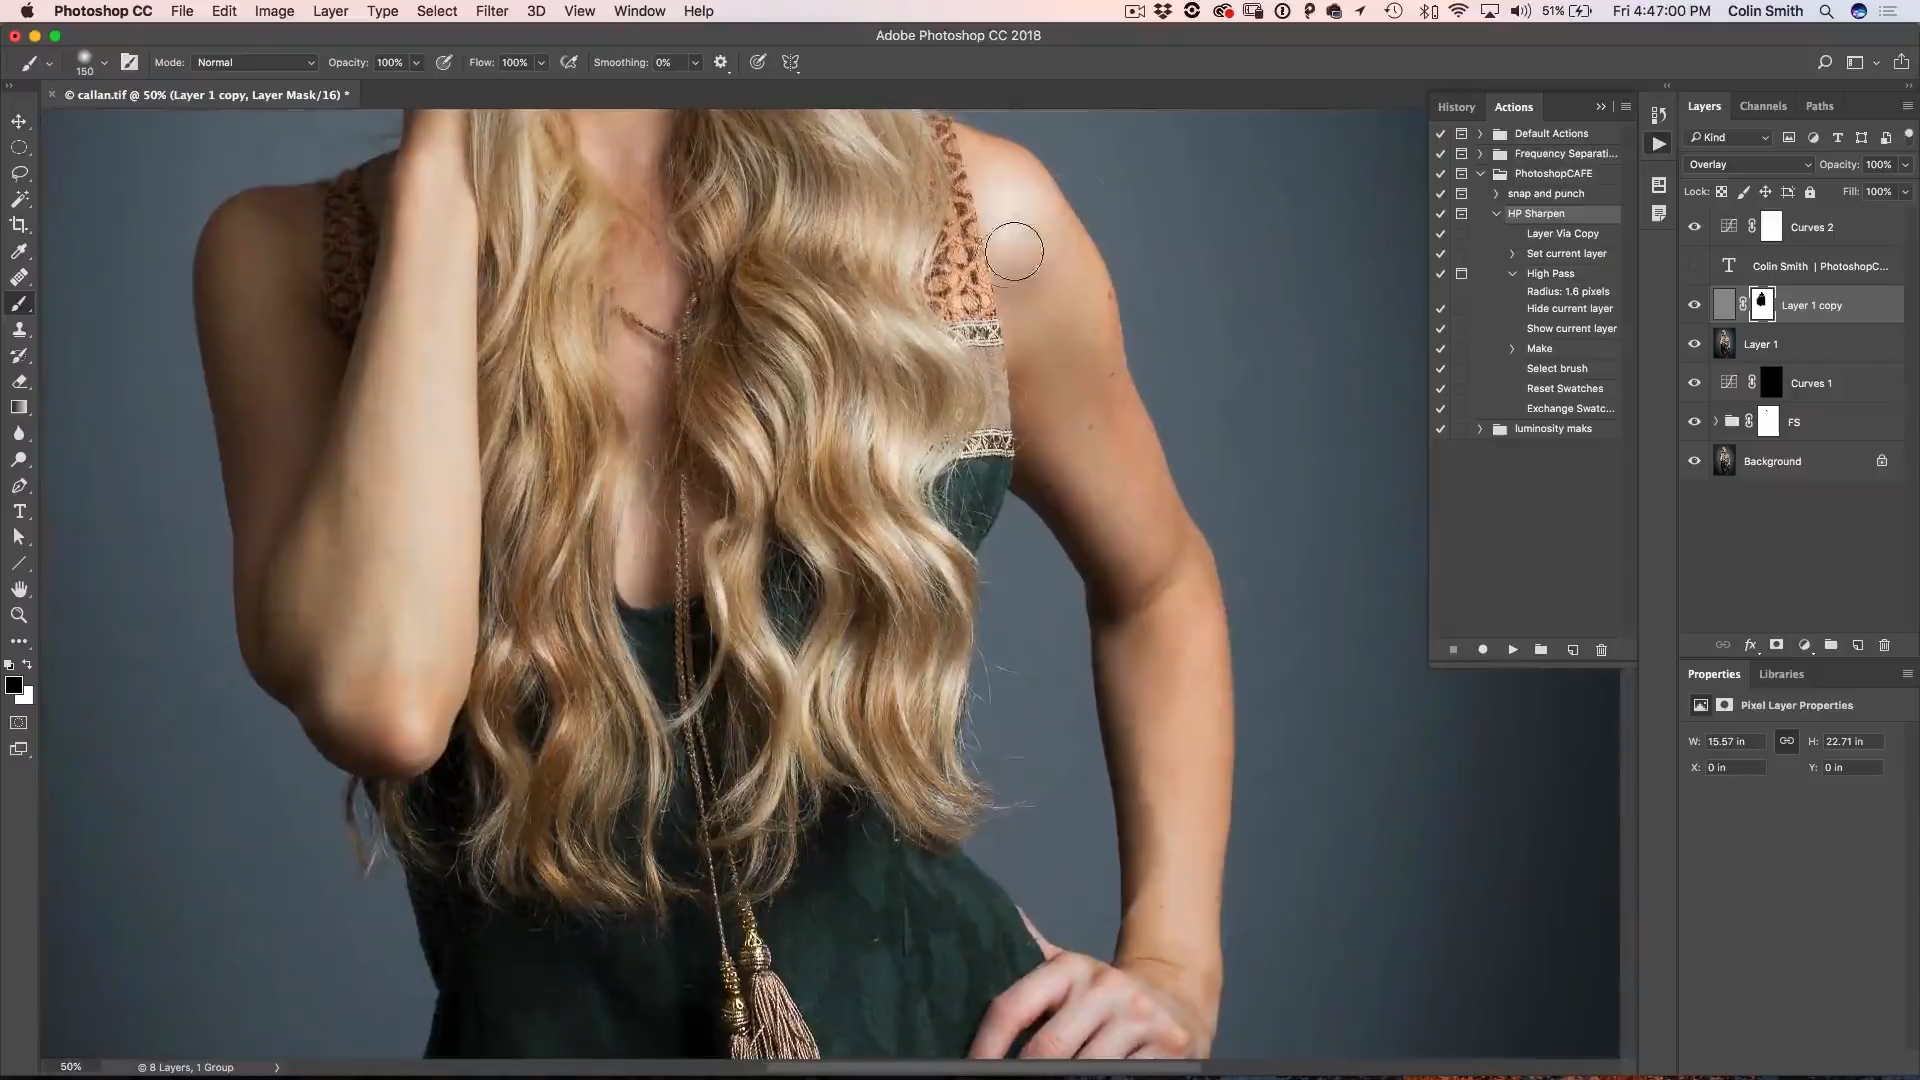 Photoshop CC File Edit Image Layer Type Select Filter 3D View Window Help 51% Fri 4:47:00 PM Colin Smith
Adobe Photoshop CC 2018
150 Mode: Normal Opacity: 100% Flow: 100% Smoothing: 0%
× © callan.tif @ 50% (Layer 1 copy, Layer Mask/16) *
History Actions
Default Actions
Frequency Separati...
PhotoshopCAFE
snap and punch
HP Sharpen
Layer Via Copy
Set current layer
High Pass
Radius: 1.6 pixels
Hide current layer
Show current layer
Make
Select brush
Reset Swatches
Exchange Swatc...
luminosity maks
Layers Channels Paths
Kind
Overlay Opacity: 100%
Lock: Fill: 100%
Curves 2
Colin Smith | PhotoshopC...
Layer 1 copy
Layer 1
Curves 1
FS
Background
fx
Properties Libraries
Pixel Layer Properties
W: 15.57 in H: 22.71 in
X: 0 in Y: 0 in
50% © 8 Layers, 1 Group